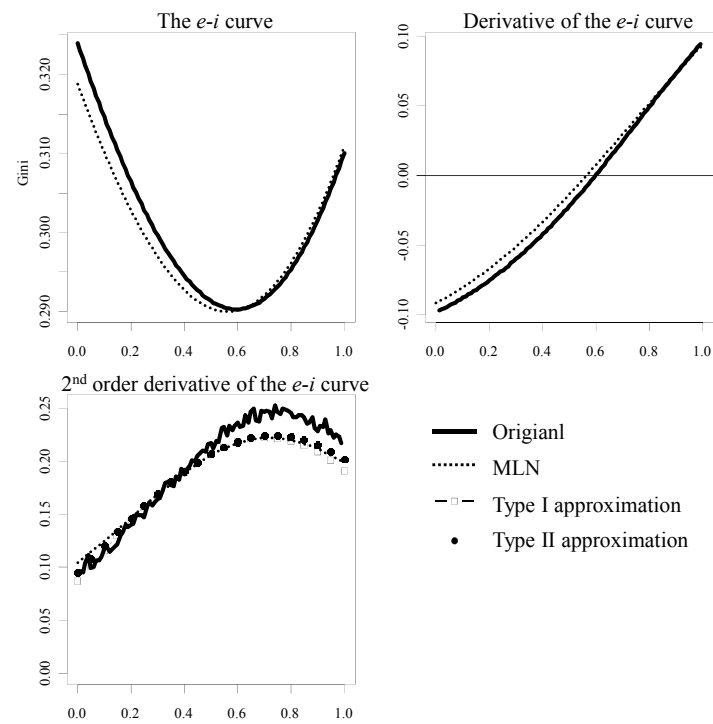 The e-i curve
Gini
0.320
0.310
0.300
0.290
0.0 0.2 0.4 0.6 0.8 1.0
Derivative of the e-i curve
0.10
0.05
0.00
-0.05
-0.10
0.0 0.2 0.4 0.6 0.8 1.0
2nd order derivative of the e-i curve
0.25
0.20
0.15
0.10
0.05
0.00
0.0 0.2 0.4 0.6 0.8 1.0
Origianl
MLN
Type I approximation
Type II approximation